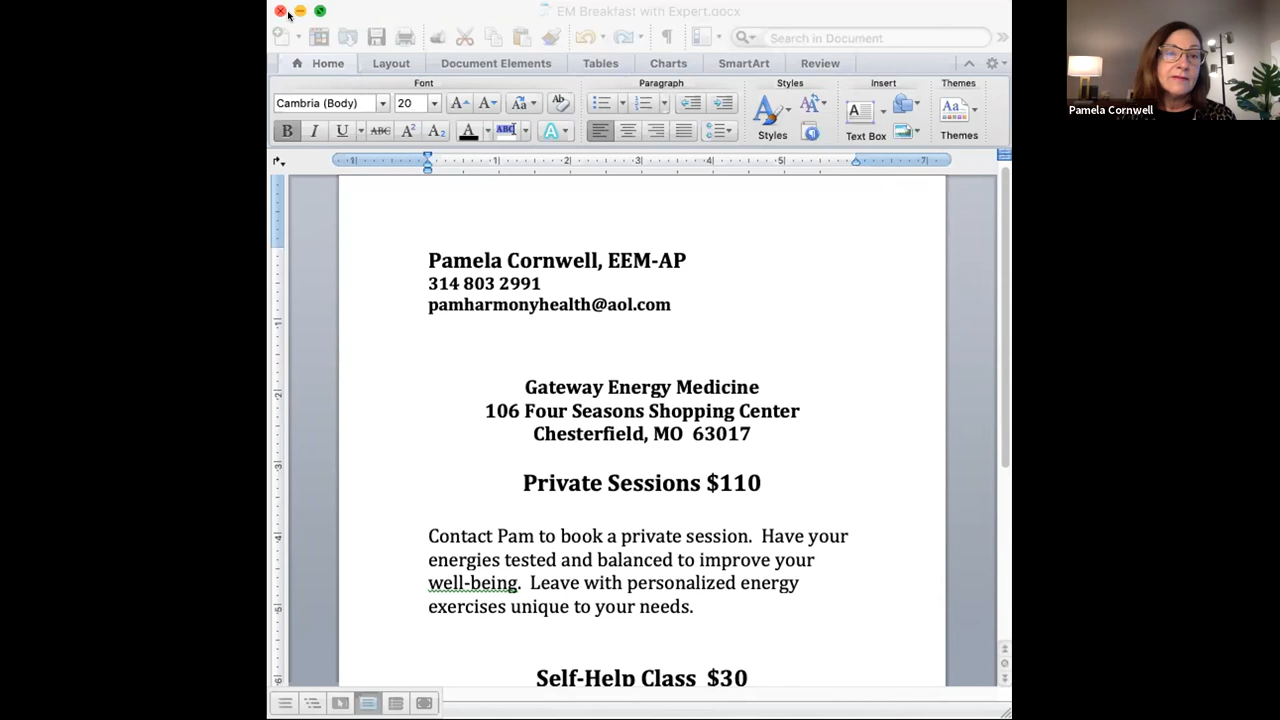 EM Breakfast with Expert.docx
Search in Document
Home Layout Document Elements Tables Charts SmartArt Review
Font Paragraph Styles Insert Themes
Cambria (Body) 20
Styles Text Box Themes
Pamela Cornwell
Pamela Cornwell, EEM-AP
314 803 2991
pamharmonyhealth@aol.com
Gateway Energy Medicine
106 Four Seasons Shopping Center
Chesterfield, MO 63017
Private Sessions $110
Contact Pam to book a private session. Have your
energies tested and balanced to improve your
well-being. Leave with personalized energy
exercises unique to your needs.
Self-Help Class $30